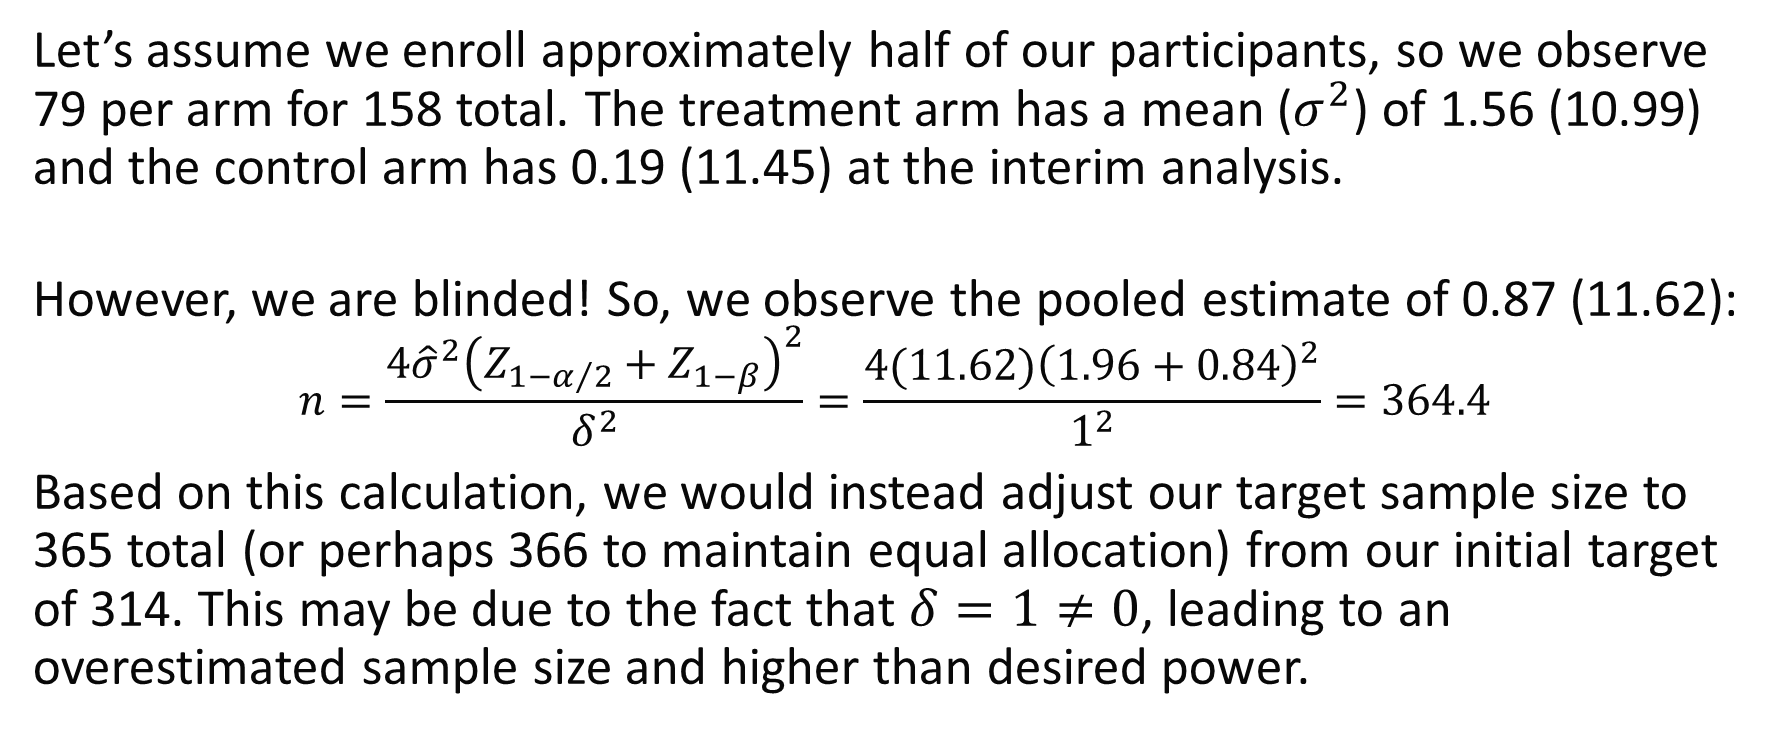 Let’s assume we enroll approximately half of our participants, so we observe
79 per arm for 158 total. The treatment arm has a mean (σ²) of 1.56 (10.99)
and the control arm has 0.19 (11.45) at the interim analysis.
However, we are blinded! So, we observe the pooled estimate of 0.87 (11.62):
n = 4σ̂²(Z₁₋α/₂ + Z₁₋β)² / δ² = 4(11.62)(1.96 + 0.84)² / 1² = 364.4
Based on this calculation, we would instead adjust our target sample size to
365 total (or perhaps 366 to maintain equal allocation) from our initial target
of 314. This may be due to the fact that δ = 1 ≠ 0, leading to an
overestimated sample size and higher than desired power.